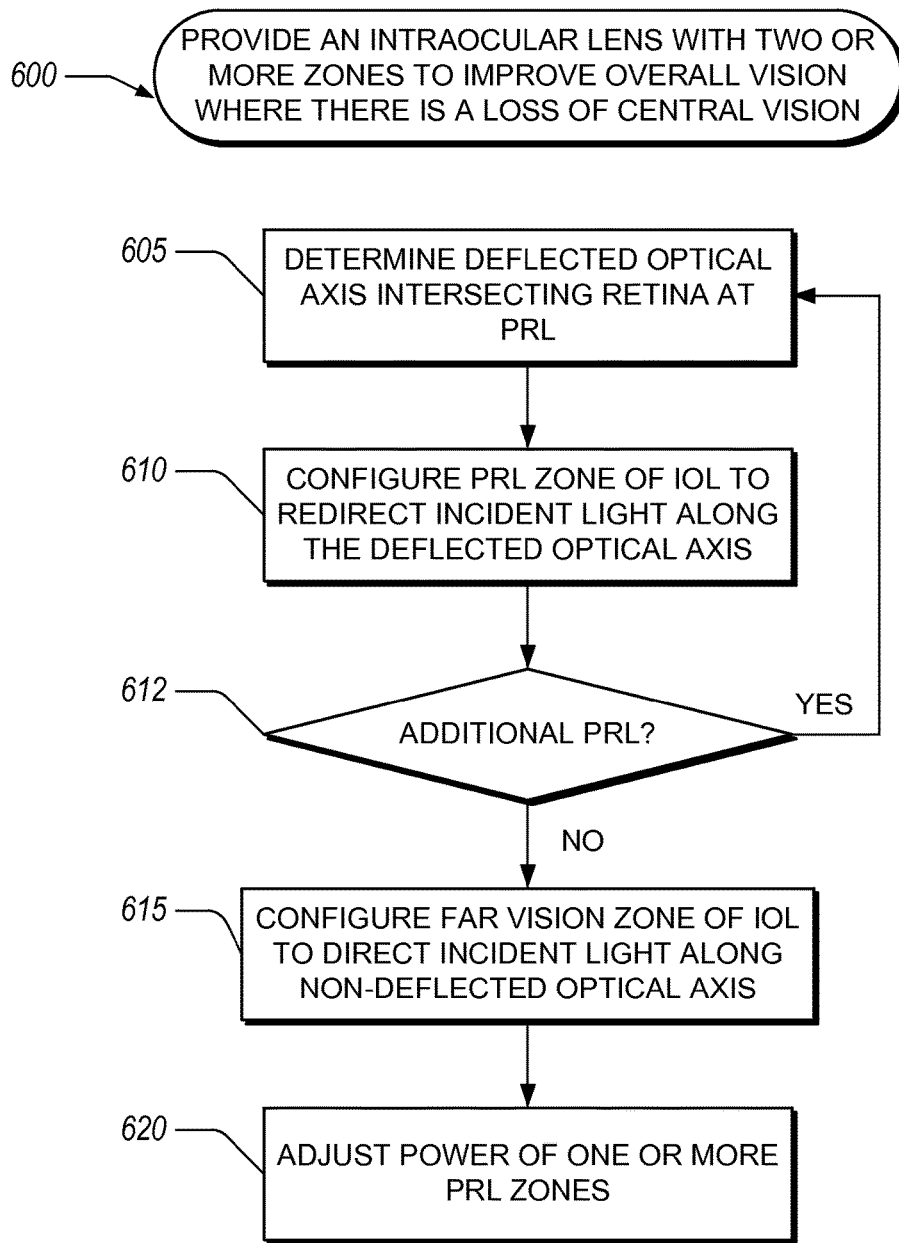 PROVIDE AN INTRAOCULAR LENS WITH TWO OR
600
MORE ZONES TO IMPROVE OVERALL VISION
WHERE THERE IS A LOSS OF CENTRAL VISION
605
DETERMINE DEFLECTED OPTICAL
AXIS INTERSECTING RETINA AT
PRL
610
CONFIGURE PRL ZONE OF IOL TO
REDIRECT INCIDENT LIGHT ALONG
THE DEFLECTED OPTICAL AXIS
612
ADDITIONAL PRL?
YES
NO
615
CONFIGURE FAR VISION ZONE OF IOL
TO DIRECT INCIDENT LIGHT ALONG
NON-DEFLECTED OPTICAL AXIS
620
ADJUST POWER OF ONE OR MORE
PRL ZONES